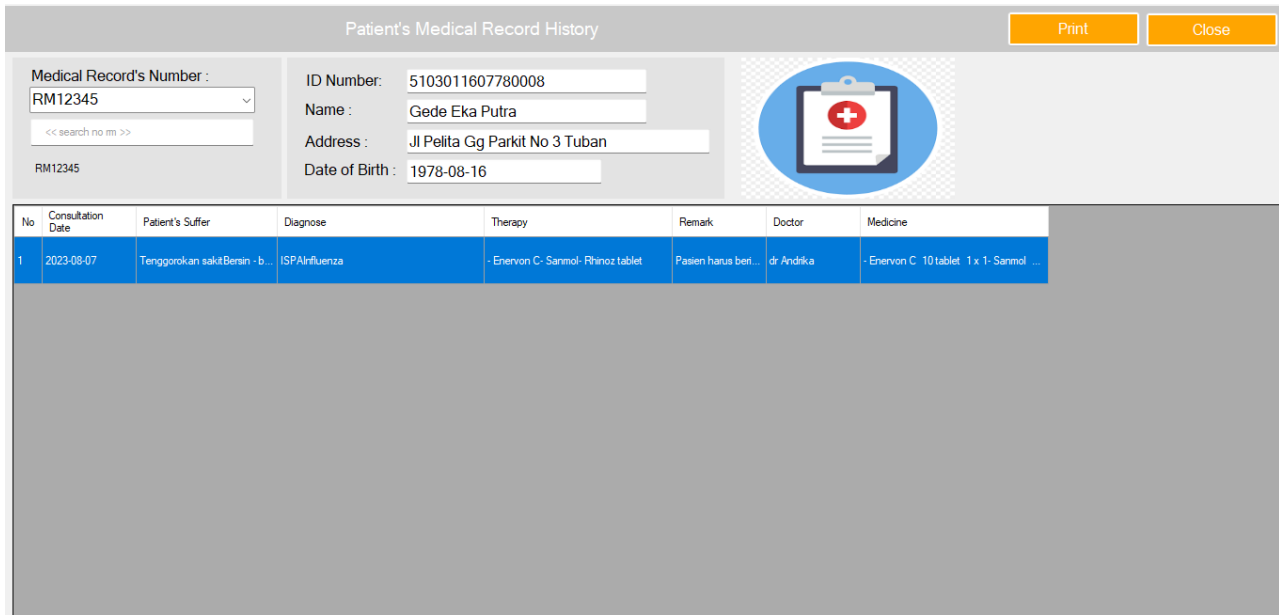 Patient's Medical Record History
Print
Close
Medical Record's Number :
RM12345
<< search no rm >>
RM12345
ID Number: 5103011607780008
Name : Gede Eka Putra
Address : Jl Pelita Gg Parkit No 3 Tuban
Date of Birth : 1978-08-16
No Consultation Date Patient's Suffer Diagnose Therapy Remark Doctor Medicine
1 2023-08-07 Tenggorokan sakitBersin - b... ISPAInfluenza - Enervon C- Sanmol- Rhinoz tablet Pasien harus beri... dr Andrika - Enervon C 10 tablet 1 x 1- Sanmol ...